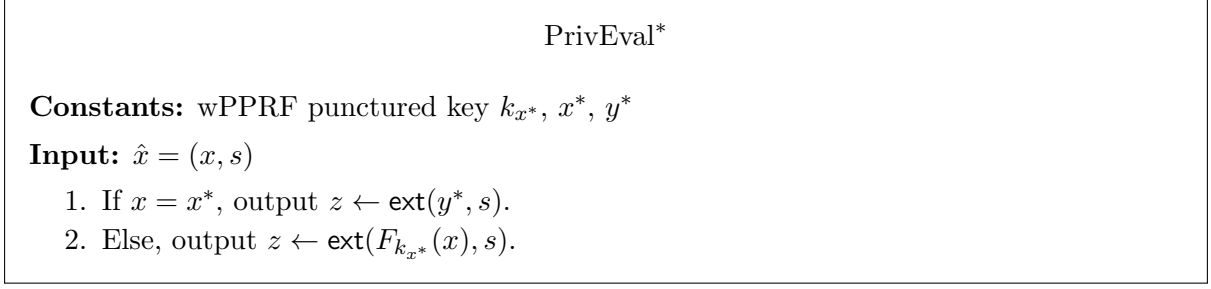 PrivEval*
Constants: wPPRF punctured key k_{x*}, x*, y*
Input: x̂ = (x, s)
1. If x = x*, output z ← ext(y*, s).
2. Else, output z ← ext(F_{k_{x*}}(x), s).